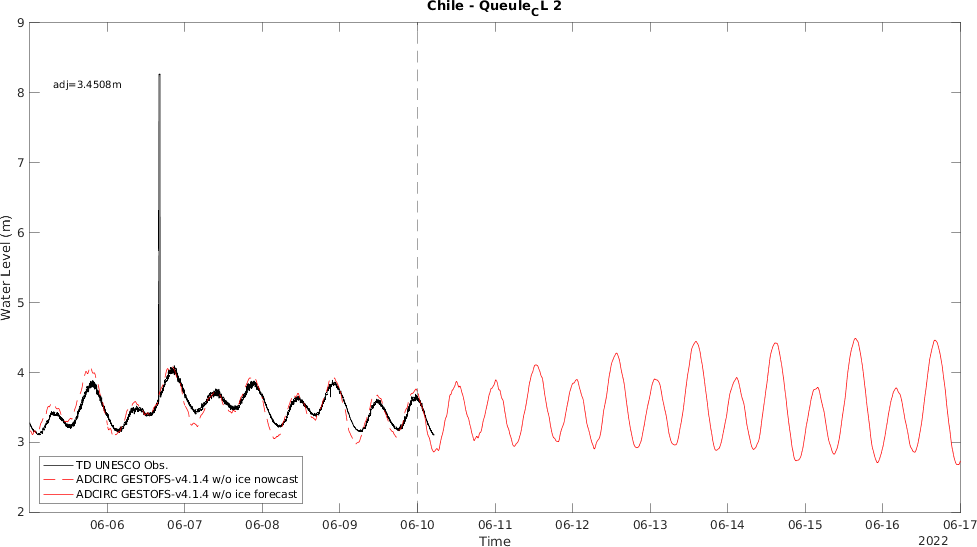 Chile - Queule_CL 2
9
adj=3.4508m
8
7
6
5
4
3
2
Water Level (m)
TD UNESCO Obs.
ADCIRC GESTOFS-v4.1.4 w/o ice nowcast
ADCIRC GESTOFS-v4.1.4 w/o ice forecast
06-06 06-07 06-08 06-09 06-10 06-11 06-12 06-13 06-14 06-15 06-16 06-17
Time
2022